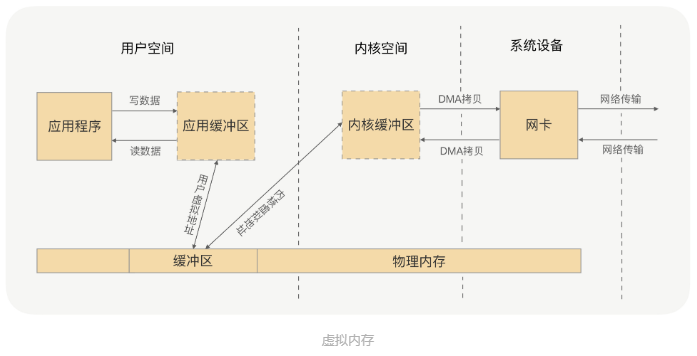 用户空间
内核空间
系统设备
应用程序
写数据
读数据
应用缓冲区
内核缓冲区
DMA拷贝
DMA拷贝
网卡
网络传输
网络传输
用户虚拟地址
内核虚拟地址
缓冲区
物理内存
虚拟内存